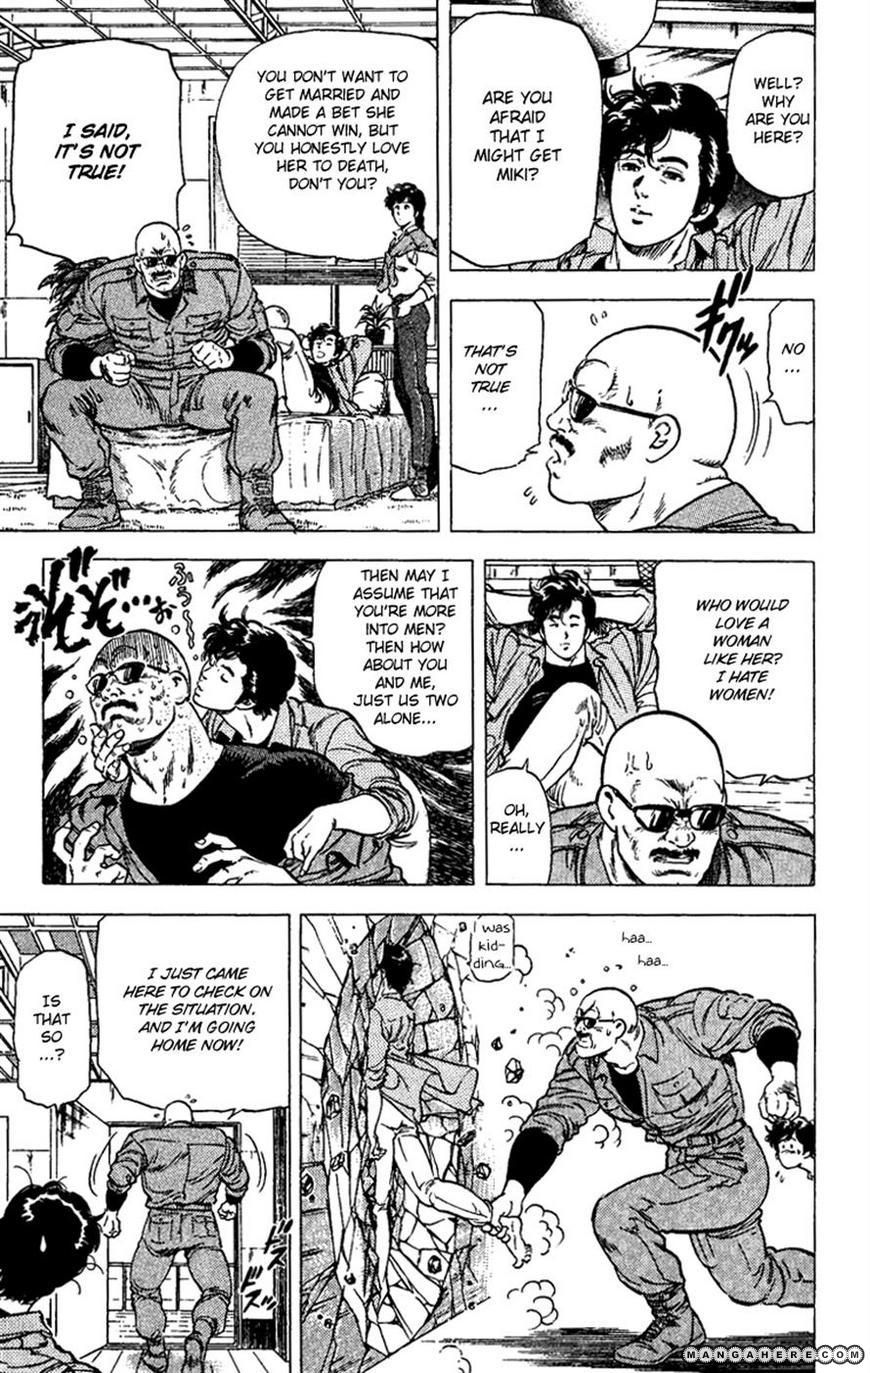 WELL?
WHY
ARE YOU
HERE?
ARE YOU
AFRAID
THAT I
MIGHT GET
MIKI?
YOU DON'T WANT TO
GET MARRIED AND
MADE A BET SHE
CANNOT WIN, BUT
YOU HONESTLY LOVE
HER TO DEATH,
DON'T YOU?
I SAID,
IT'S NOT
TRUE!
NO
...
THAT'S
NOT
TRUE
...
ギクッ
WHO WOULD
LOVE A
WOMAN
LIKE HER?
I HATE
WOMEN!
OH,
REALLY
...
THEN MAY I
ASSUME THAT
YOU'RE MORE
INTO MEN?
THEN HOW
ABOUT YOU
AND ME,
JUST US TWO
ALONE...
I was
kid-
ding...
haa...
haa...
I JUST CAME
HERE TO CHECK ON
THE SITUATION.
AND I'M GOING
HOME NOW!
IS
THAT
SO
...?
MANGAHERE.COM